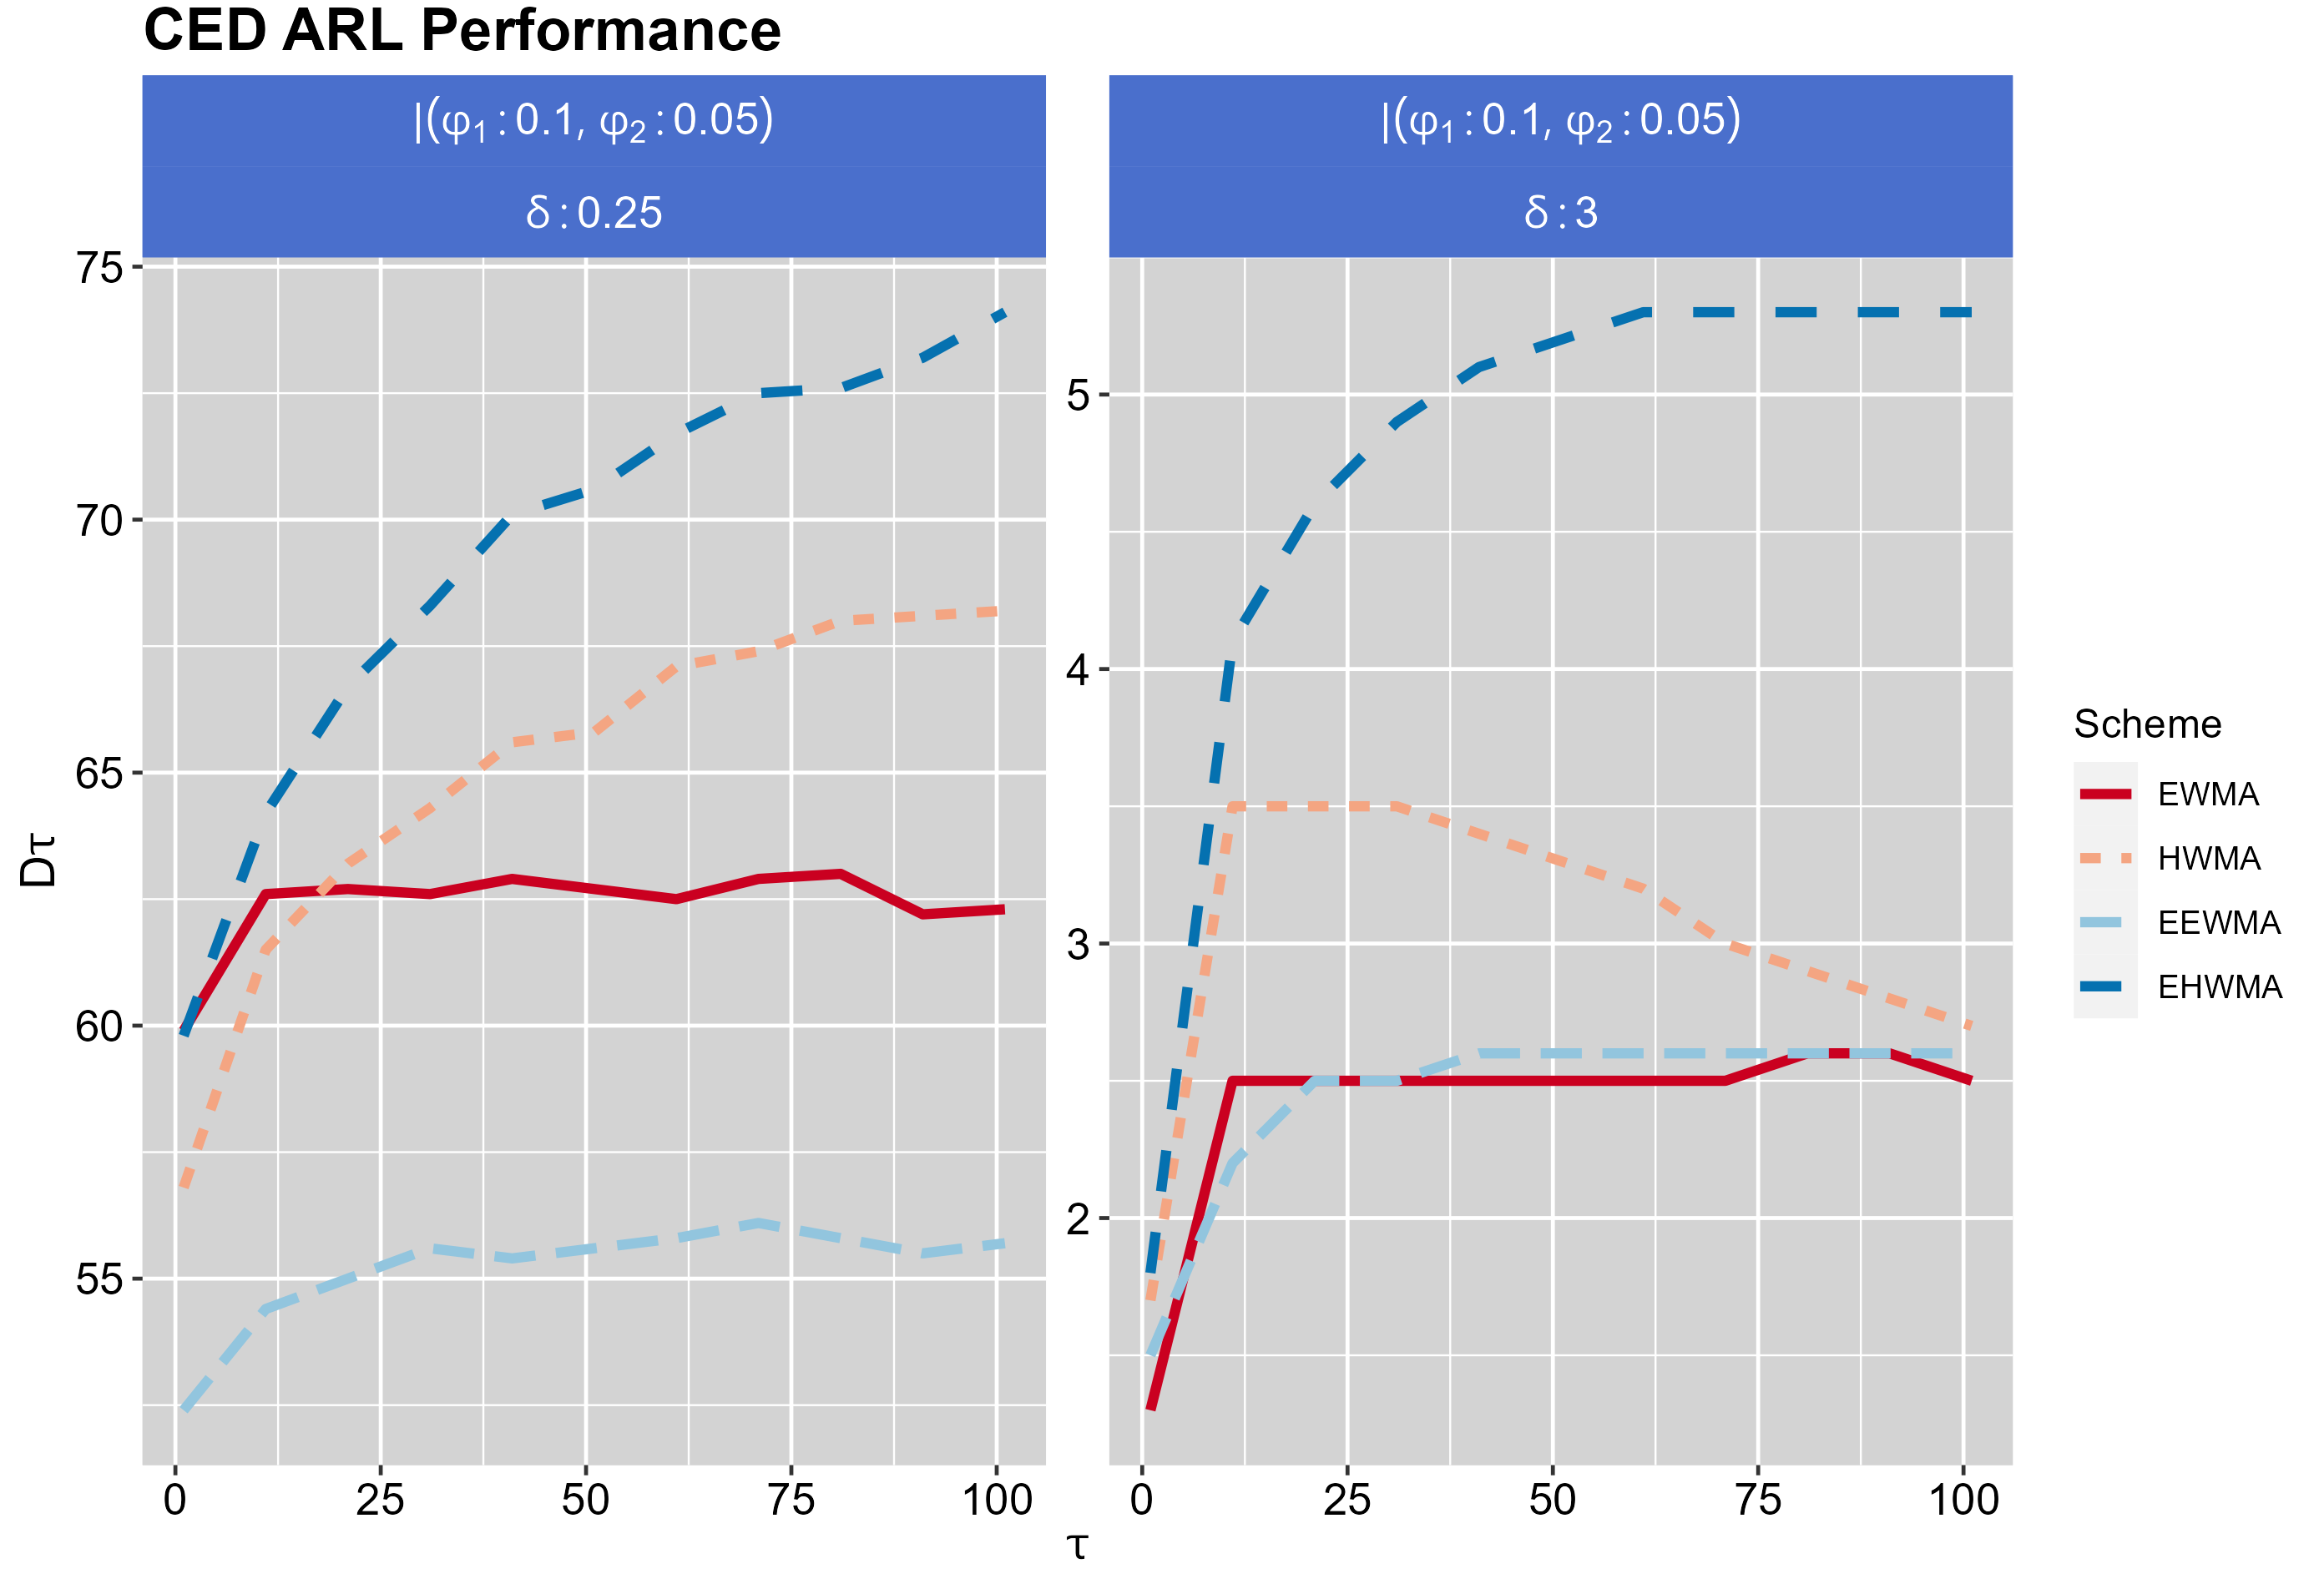 CED ARL Performance
|(φ₁:0.1, φ₂:0.05)
δ:0.25
|(φ₁:0.1, φ₂:0.05)
δ:3
Dτ
75
70
65
60
55
5
4
3
2
0 25 50 75 100
0 25 50 75 100
τ
Scheme
EWMA
HWMA
EEWMA
EHWMA